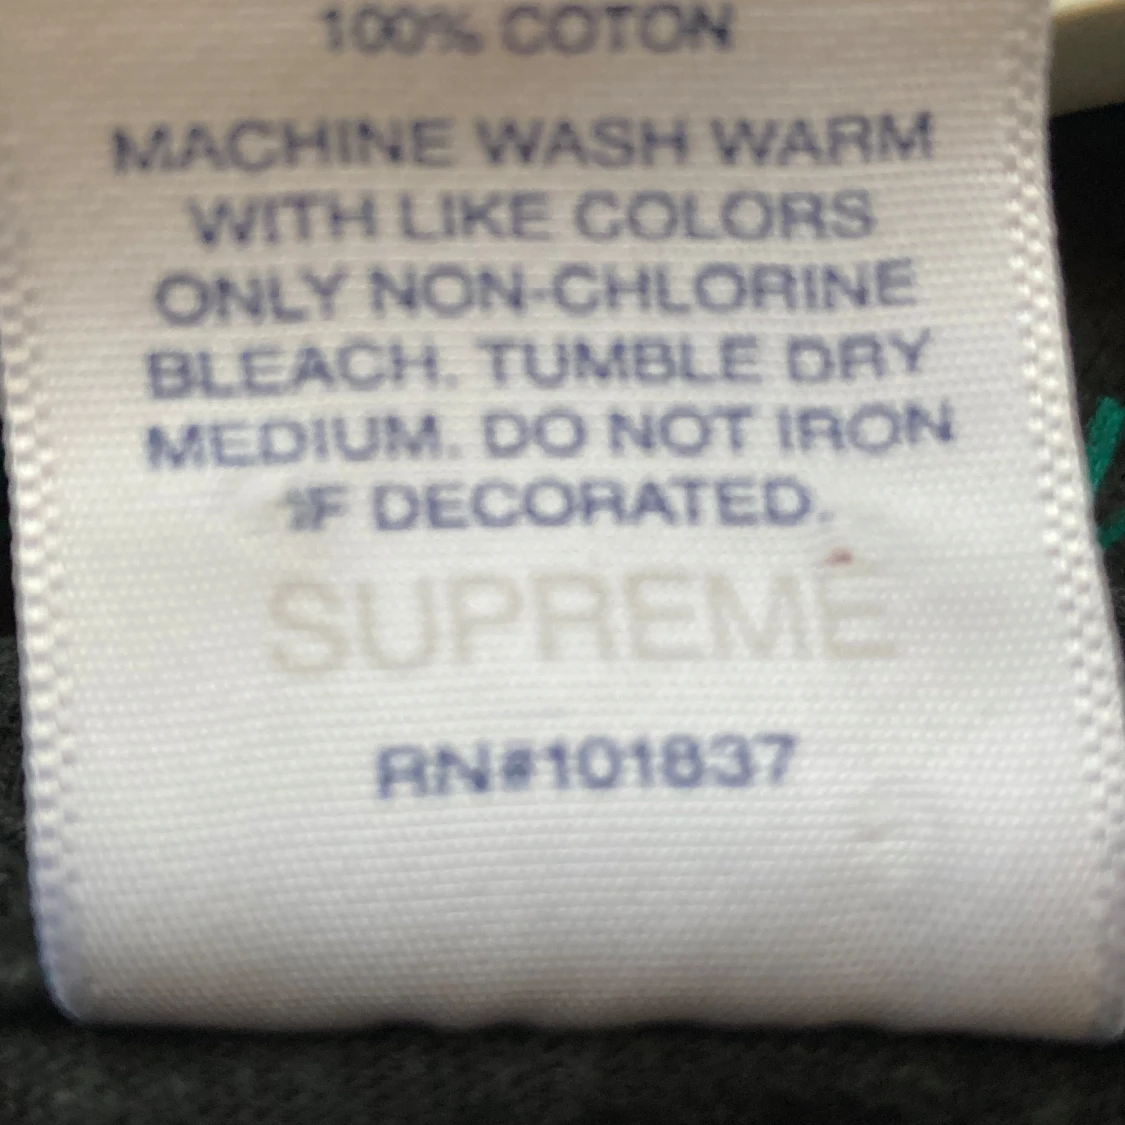 100% COTON
MACHINE WASH WARM
WITH LIKE COLORS
ONLY NON-CHLORINE
BLEACH. TUMBLE DRY
MEDIUM. DO NOT IRON
IF DECORATED.
SUPREME
RN#101837